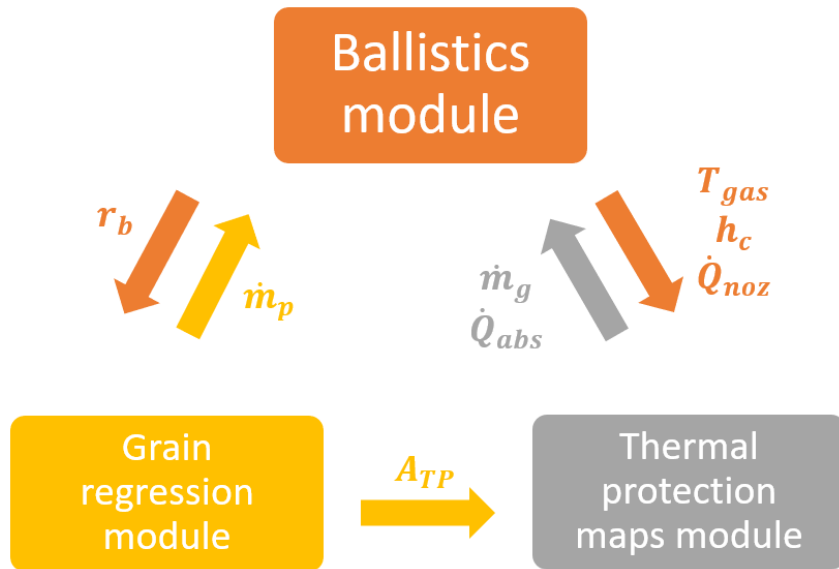 Ballistics
module
r_b
ṁ_p
T_gas
h_c
Q̇_noz
ṁ_g
Q̇_abs
Grain
regression
module
A_TP
Thermal
protection
maps module